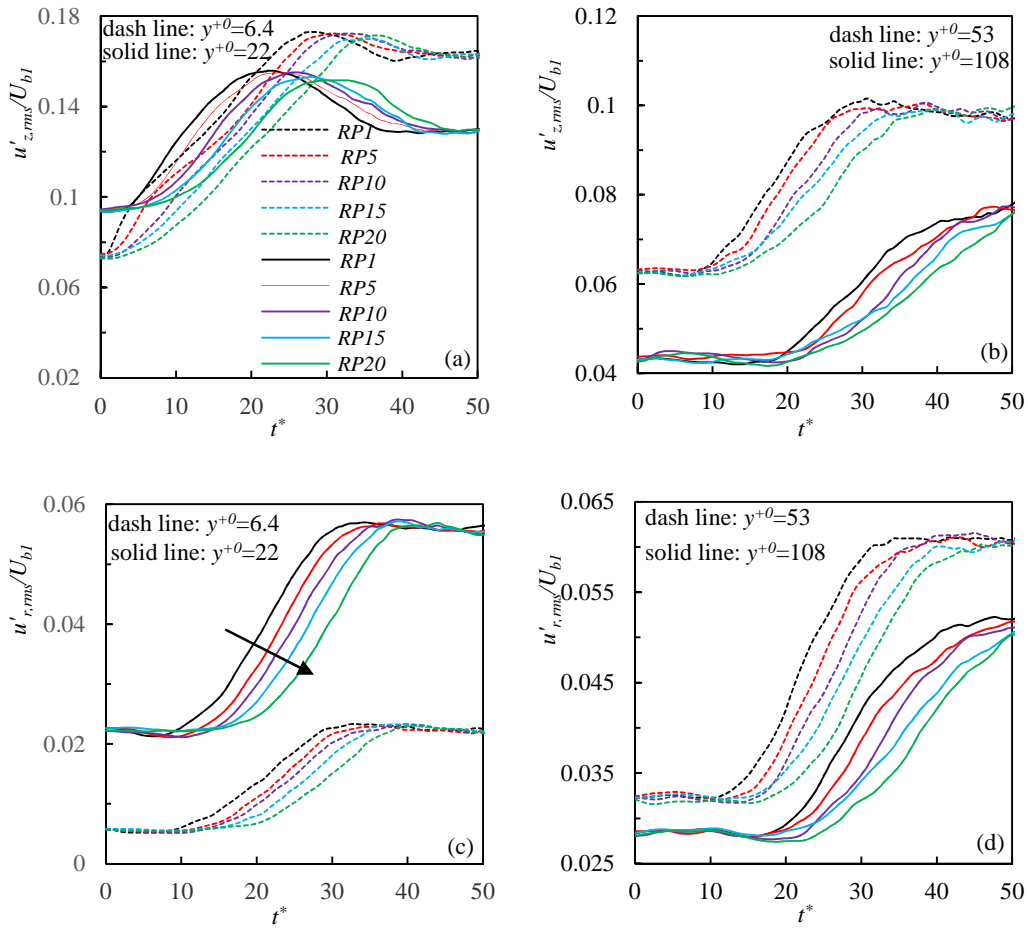 0.18
0.14
0.1
0.06
0.02
u'z,rms/Ub1
dash line: y+0=6.4
solid line: y+0=22
RP1
RP5
RP10
RP15
RP20
RP1
RP5
RP10
RP15
RP20
(a)
0 10 20 30 40 50
t*
0.12
0.1
0.08
0.06
0.04
u'z,rms/Ub1
dash line: y+0=53
solid line: y+0=108
(b)
0 10 20 30 40 50
t*
0.06
0.04
0.02
0
u'r,rms/Ub1
dash line: y+0=6.4
solid line: y+0=22
(c)
0 10 20 30 40 50
t*
0.065
0.055
0.045
0.035
0.025
u'r,rms/Ub1
dash line: y+0=53
solid line: y+0=108
(d)
0 10 20 30 40 50
t*